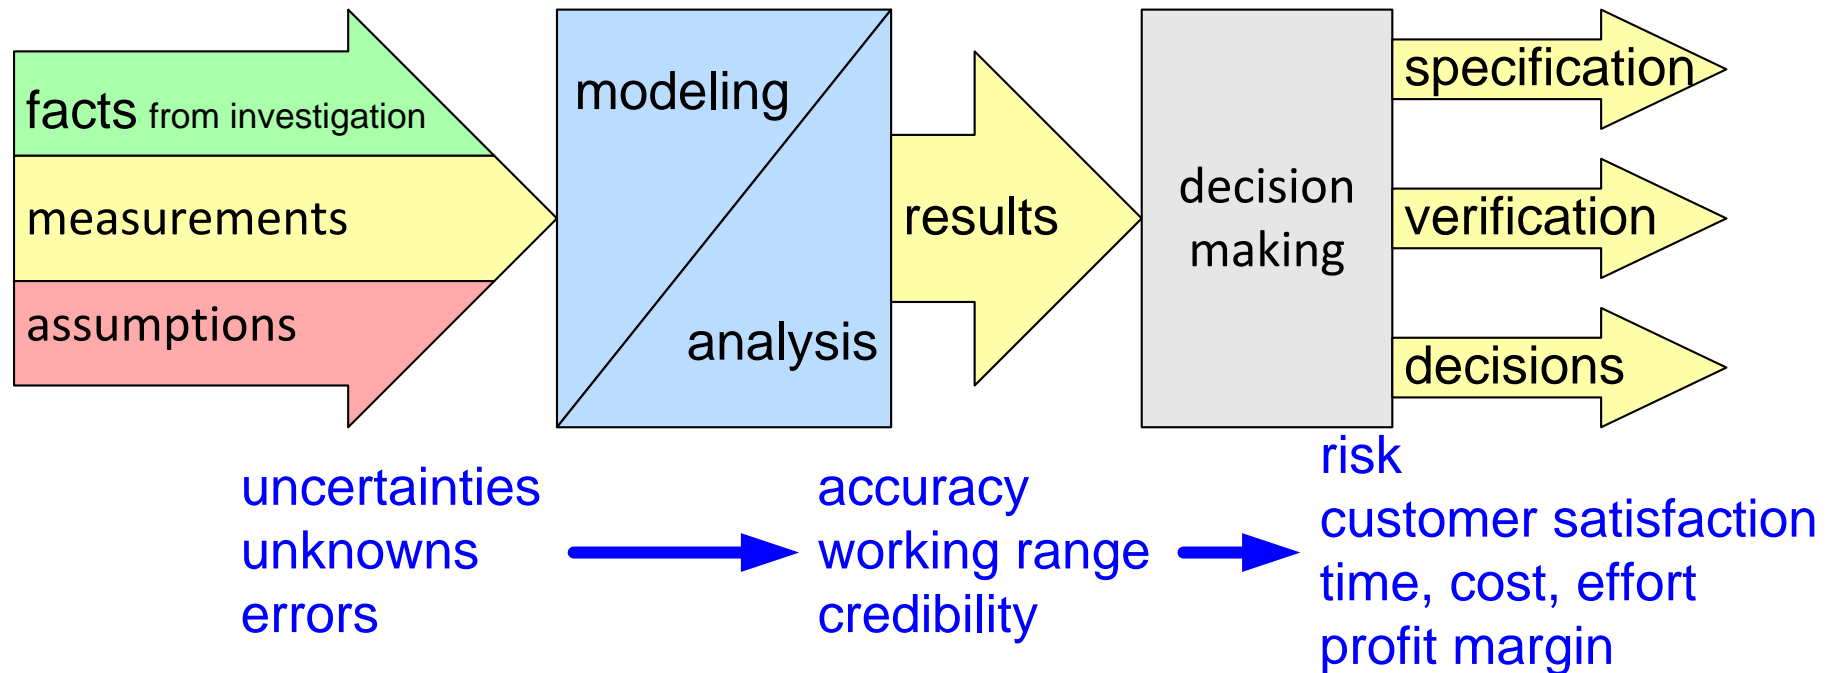 facts from investigation
measurements
assumptions
modeling
analysis
results
decision
making
specification
verification
decisions
uncertainties
unknowns
errors
accuracy
working range
credibility
risk
customer satisfaction
time, cost, effort
profit margin